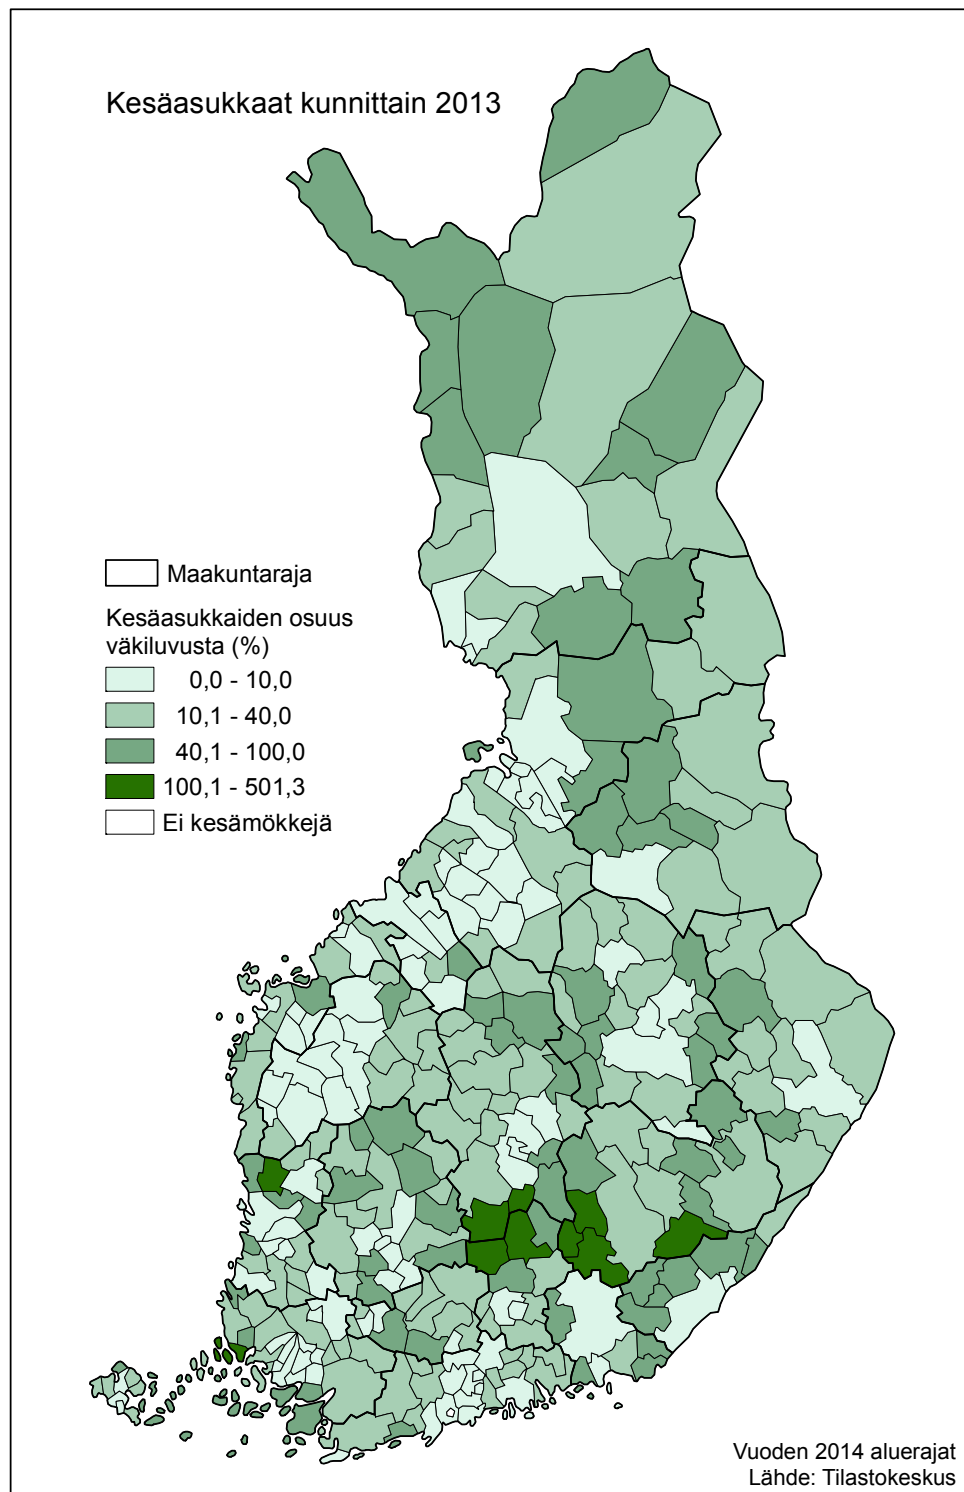 Kesäasukkaat kunnittain 2013
Maakuntaraja
Kesäasukkaiden osuus
väkiluvusta (%)
0,0 - 10,0
10,1 - 40,0
40,1 - 100,0
100,1 - 501,3
Ei kesämökkejä
Vuoden 2014 aluerajat
Lähde: Tilastokeskus